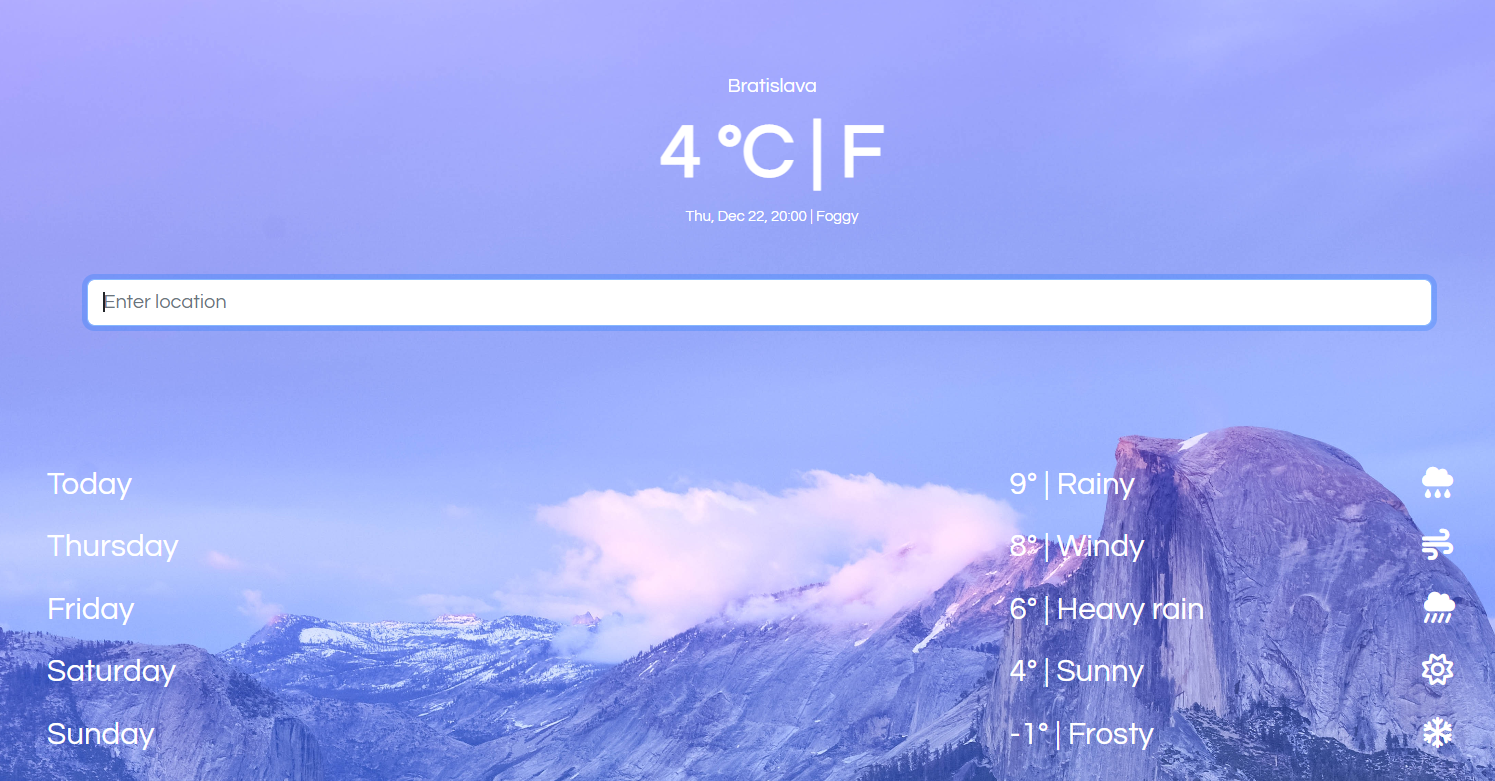 Bratislava
4 °C | F
Thu, Dec 22, 20:00 | Foggy
Enter location
Today 9° | Rainy
Thursday 8° | Windy
Friday 6° | Heavy rain
Saturday 4° | Sunny
Sunday -1° | Frosty